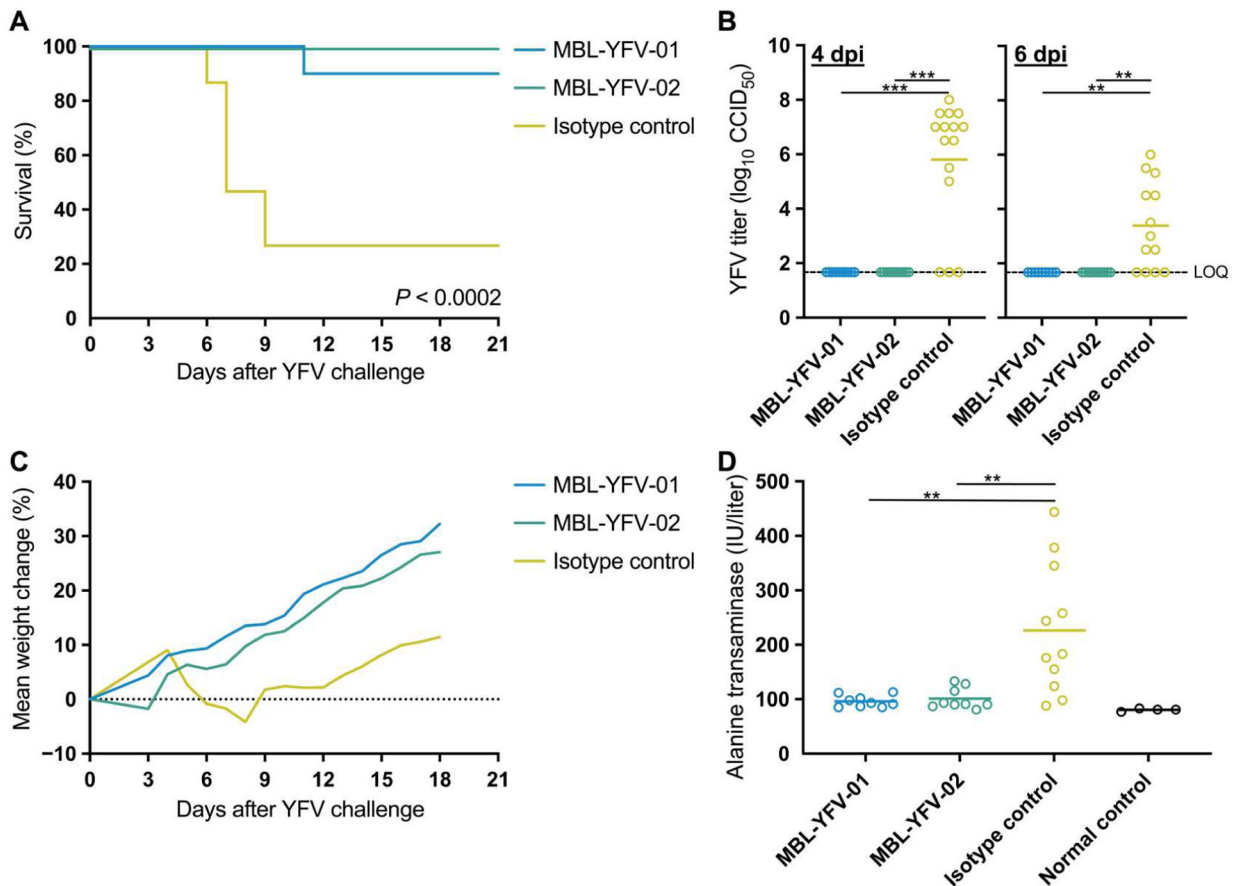 A
Survival (%)
100
80
60
40
20
0
0 3 6 9 12 15 18 21
Days after YFV challenge
P < 0.0002
MBL-YFV-01
MBL-YFV-02
Isotype control
B
YFV titer (log10 CCID50)
10
8
6
4
2
0
4 dpi
***
***
6 dpi
**
**
LOQ
MBL-YFV-01
MBL-YFV-02
Isotype control
MBL-YFV-01
MBL-YFV-02
Isotype control
C
Mean weight change (%)
40
30
20
10
0
−10
0 3 6 9 12 15 18 21
Days after YFV challenge
MBL-YFV-01
MBL-YFV-02
Isotype control
D
Alanine transaminase (IU/liter)
500
400
300
200
100
0
**
**
MBL-YFV-01
MBL-YFV-02
Isotype control
Normal control